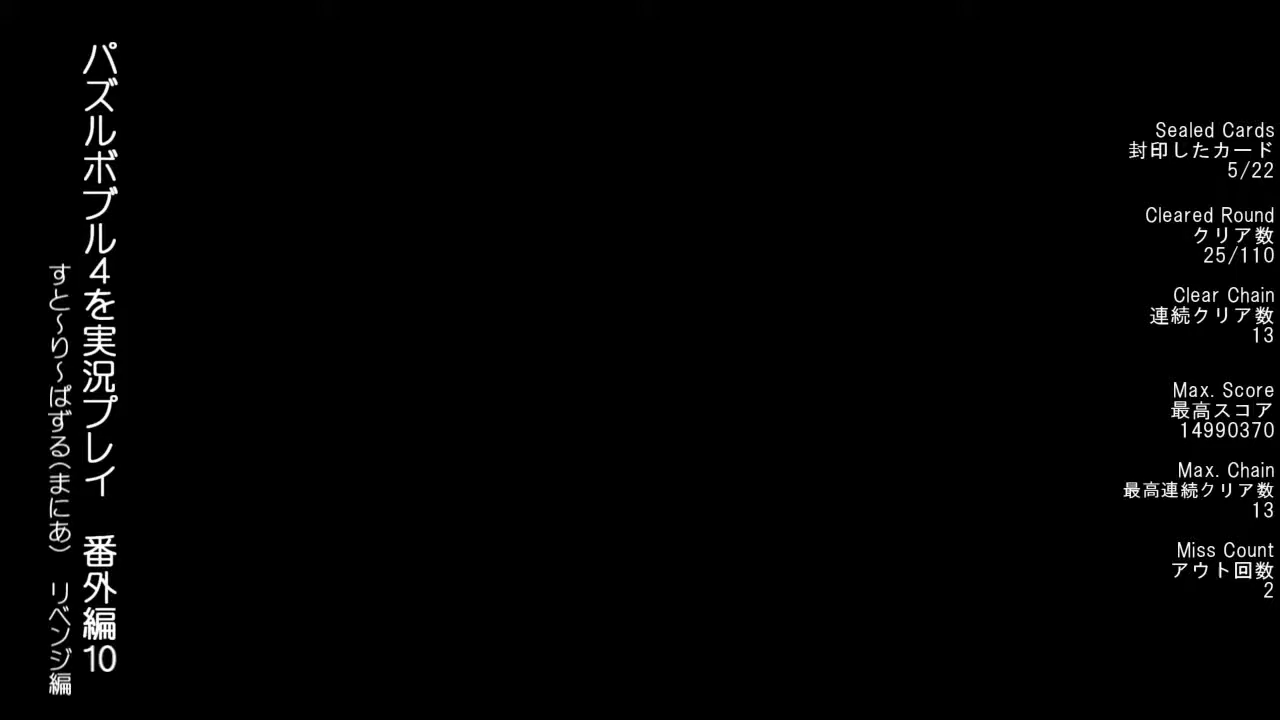 パズルボブル4を実況プレイ　番外編10
すと～り～ぱずる(まにあ)　リベンジ編
Sealed Cards
封印したカード
5/22
Cleared Round
クリア数
25/110
Clear Chain
連続クリア数
13
Max. Score
最高スコア
14990370
Max. Chain
最高連続クリア数
13
Miss Count
アウト回数
2